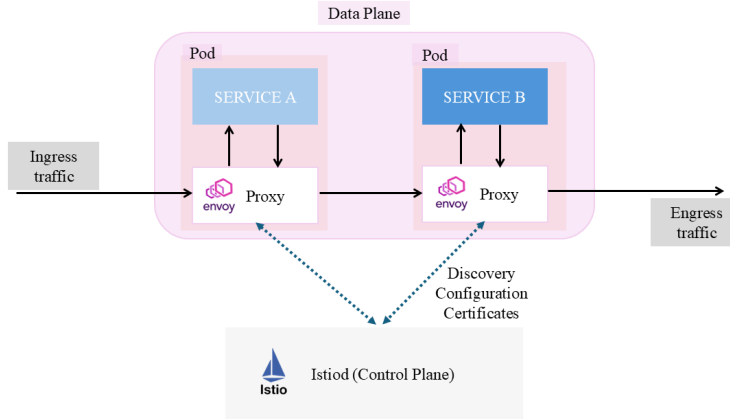 Data Plane
Pod
Pod
SERVICE A
SERVICE B
Ingress
traffic
envoy
Proxy
envoy
Proxy
Engress
traffic
Discovery
Configuration
Certificates
Istio
Istiod (Control Plane)